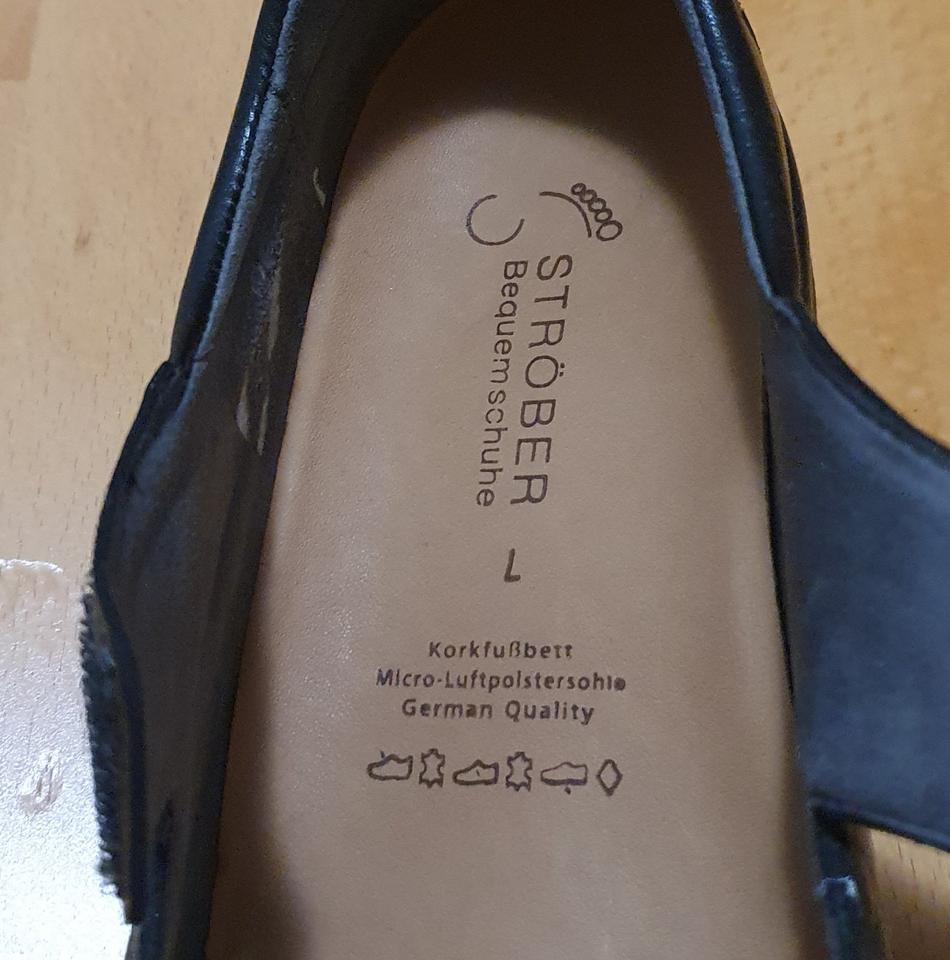 STRÖBER
Bequemschuhe
L
Korkfußbett
Micro-Luftpolstersohle
German Quality